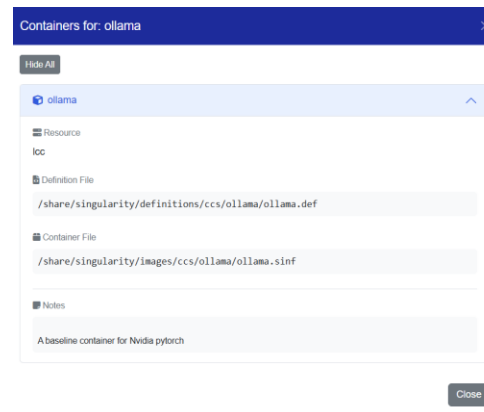 Containers for: ollama
Hide All
ollama
Resource
lcc
Definition File
/share/singularity/definitions/ccs/ollama/ollama.def
Container File
/share/singularity/images/ccs/ollama/ollama.sinf
Notes
A baseline container for Nvidia pytorch
Close